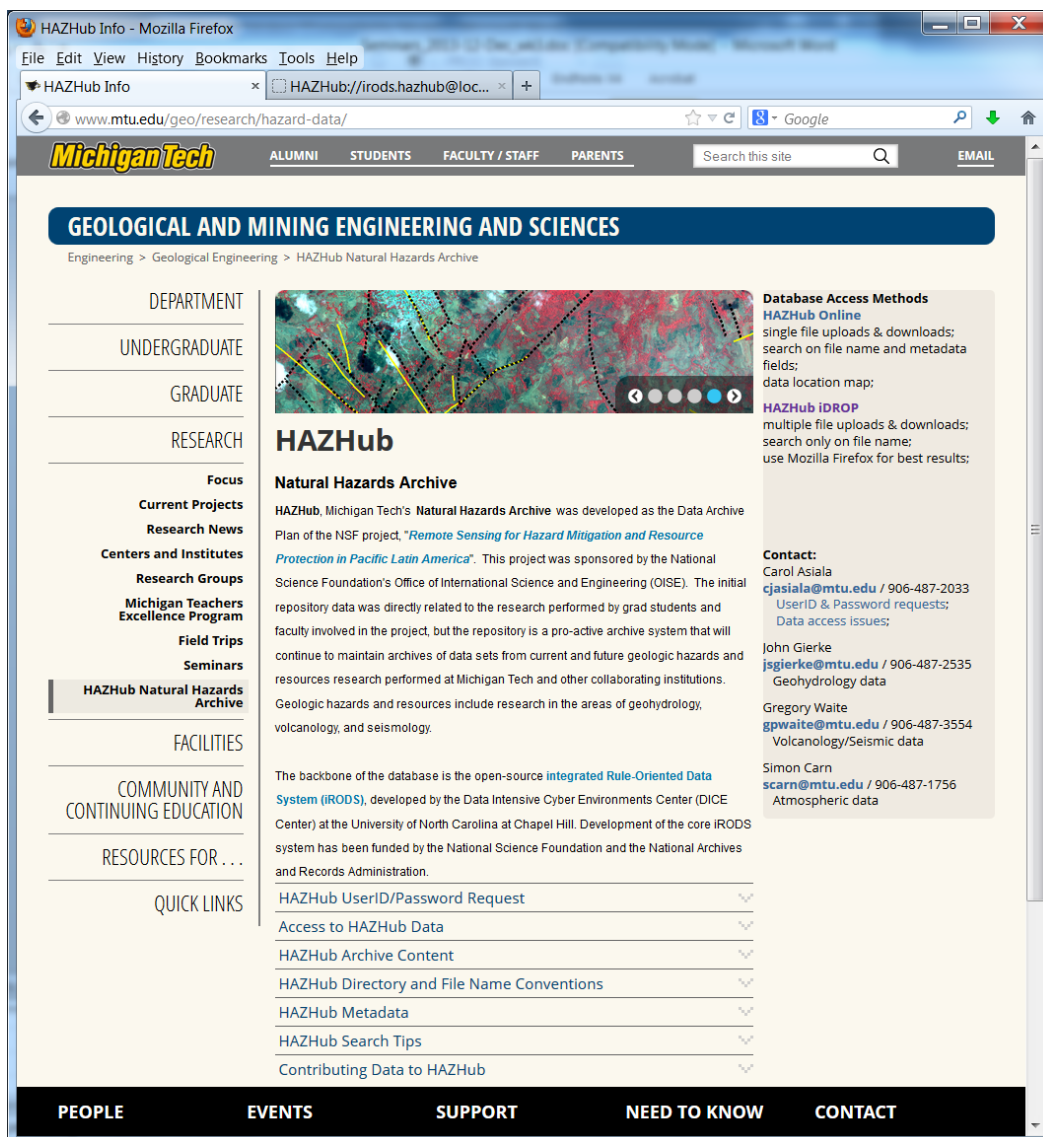 HAZHub Info - Mozilla Firefox
File Edit View History Bookmarks Tools Help
HAZHub Info ×
HAZHub://irods.hazhub@loc... × +
www.mtu.edu/geo/research/hazard-data/
Google
Michigan Tech
ALUMNI STUDENTS FACULTY / STAFF PARENTS
Search this site
EMAIL
GEOLOGICAL AND MINING ENGINEERING AND SCIENCES
Engineering > Geological Engineering > HAZHub Natural Hazards Archive
DEPARTMENT
UNDERGRADUATE
GRADUATE
RESEARCH
Focus
Current Projects
Research News
Centers and Institutes
Research Groups
Michigan Teachers
Excellence Program
Field Trips
Seminars
HAZHub Natural Hazards
Archive
FACILITIES
COMMUNITY AND
CONTINUING EDUCATION
RESOURCES FOR . . .
QUICK LINKS
HAZHub
Natural Hazards Archive
HAZHub, Michigan Tech's Natural Hazards Archive was developed as the Data Archive
Plan of the NSF project, "Remote Sensing for Hazard Mitigation and Resource
Protection in Pacific Latin America". This project was sponsored by the National
Science Foundation's Office of International Science and Engineering (OISE). The initial
repository data was directly related to the research performed by grad students and
faculty involved in the project, but the repository is a pro-active archive system that will
continue to maintain archives of data sets from current and future geologic hazards and
resources research performed at Michigan Tech and other collaborating institutions.
Geologic hazards and resources include research in the areas of geohydrology,
volcanology, and seismology.
The backbone of the database is the open-source integrated Rule-Oriented Data
System (iRODS), developed by the Data Intensive Cyber Environments Center (DICE
Center) at the University of North Carolina at Chapel Hill. Development of the core iRODS
system has been funded by the National Science Foundation and the National Archives
and Records Administration.
HAZHub UserID/Password Request
Access to HAZHub Data
HAZHub Archive Content
HAZHub Directory and File Name Conventions
HAZHub Metadata
HAZHub Search Tips
Contributing Data to HAZHub
Database Access Methods
HAZHub Online
single file uploads & downloads;
search on file name and metadata
fields;
data location map;
HAZHub iDROP
multiple file uploads & downloads;
search only on file name;
use Mozilla Firefox for best results;
Contact:
Carol Asiala
cjasiala@mtu.edu / 906-487-2033
UserID & Password requests;
Data access issues;
John Gierke
jsgierke@mtu.edu / 906-487-2535
Geohydrology data
Gregory Waite
gpwaite@mtu.edu / 906-487-3554
Volcanology/Seismic data
Simon Carn
scarn@mtu.edu / 906-487-1756
Atmospheric data
PEOPLE EVENTS SUPPORT NEED TO KNOW CONTACT